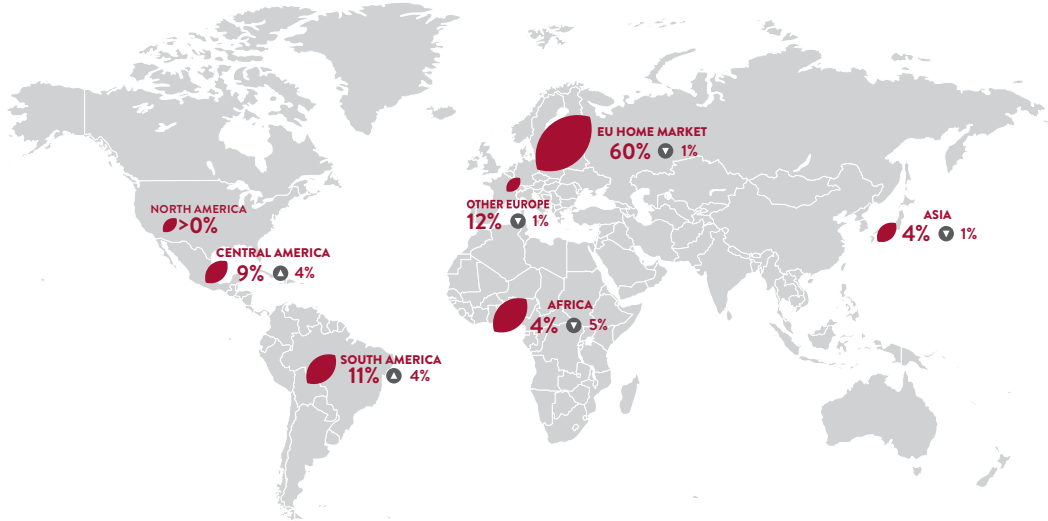 EU HOME MARKET
60% ▼ 1%
OTHER EUROPE
12% ▼ 1%
NORTH AMERICA
>0%
CENTRAL AMERICA
9% ▲ 4%
ASIA
4% ▼ 1%
AFRICA
4% ▼ 5%
SOUTH AMERICA
11% ▲ 4%